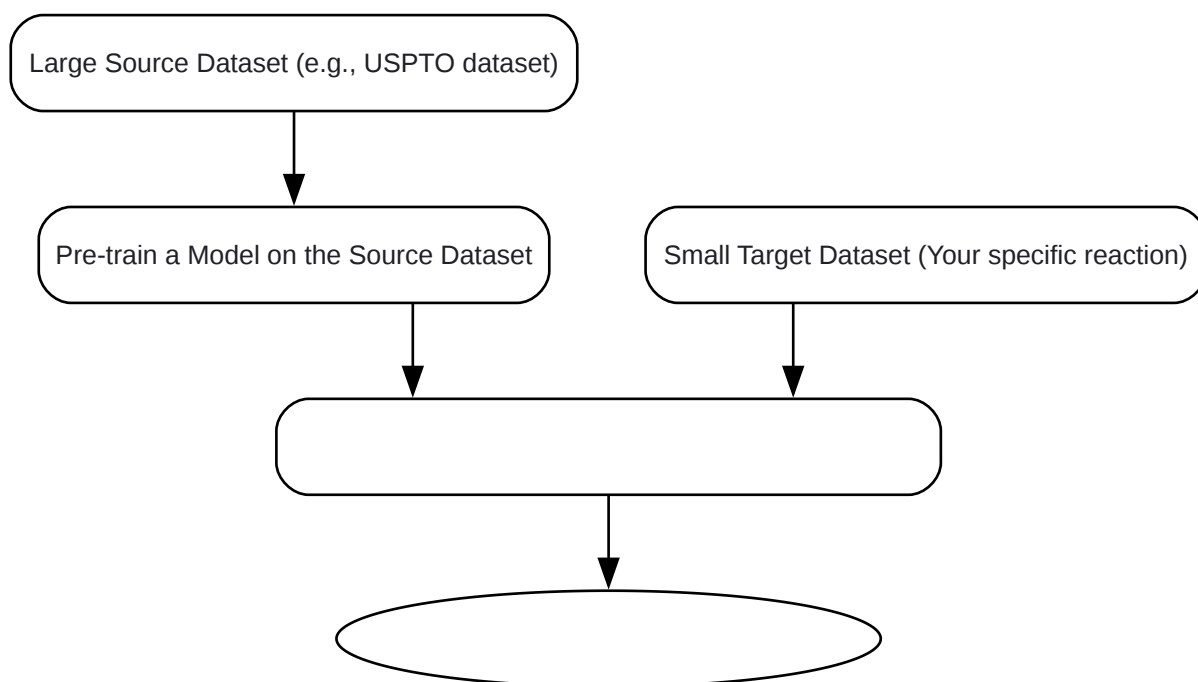 Large Source Dataset (e.g., USPTO dataset)
Pre-train a Model on the Source Dataset
Small Target Dataset (Your specific reaction)